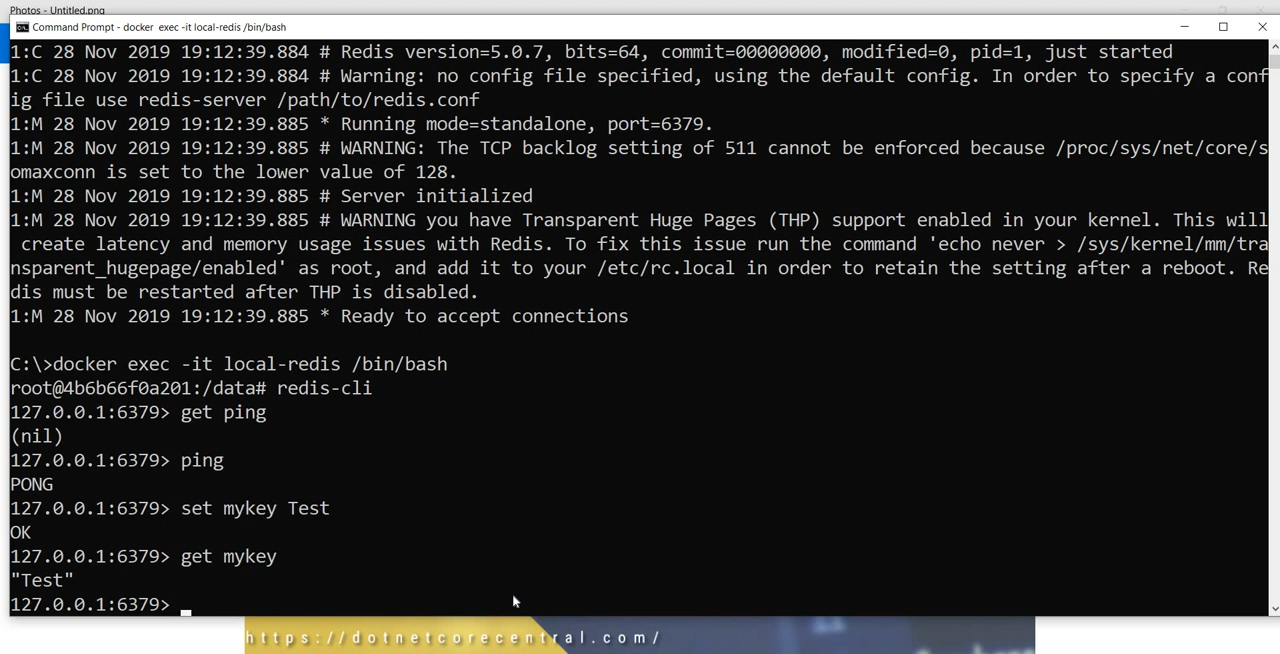 Photos - Untitled.png
Command Prompt - docker  exec -it local-redis /bin/bash
1:C 28 Nov 2019 19:12:39.884 # Redis version=5.0.7, bits=64, commit=00000000, modified=0, pid=1, just started
1:C 28 Nov 2019 19:12:39.884 # Warning: no config file specified, using the default config. In order to specify a conf
ig file use redis-server /path/to/redis.conf
1:M 28 Nov 2019 19:12:39.885 * Running mode=standalone, port=6379.
1:M 28 Nov 2019 19:12:39.885 # WARNING: The TCP backlog setting of 511 cannot be enforced because /proc/sys/net/core/s
omaxconn is set to the lower value of 128.
1:M 28 Nov 2019 19:12:39.885 # Server initialized
1:M 28 Nov 2019 19:12:39.885 # WARNING you have Transparent Huge Pages (THP) support enabled in your kernel. This will
 create latency and memory usage issues with Redis. To fix this issue run the command 'echo never > /sys/kernel/mm/tra
nsparent_hugepage/enabled' as root, and add it to your /etc/rc.local in order to retain the setting after a reboot. Re
dis must be restarted after THP is disabled.
1:M 28 Nov 2019 19:12:39.885 * Ready to accept connections
C:\>docker exec -it local-redis /bin/bash
root@4b6b66f0a201:/data# redis-cli
127.0.0.1:6379> get ping
(nil)
127.0.0.1:6379> ping
PONG
127.0.0.1:6379> set mykey Test
OK
127.0.0.1:6379> get mykey
"Test"
127.0.0.1:6379>
https://dotnetcorecentral.com/